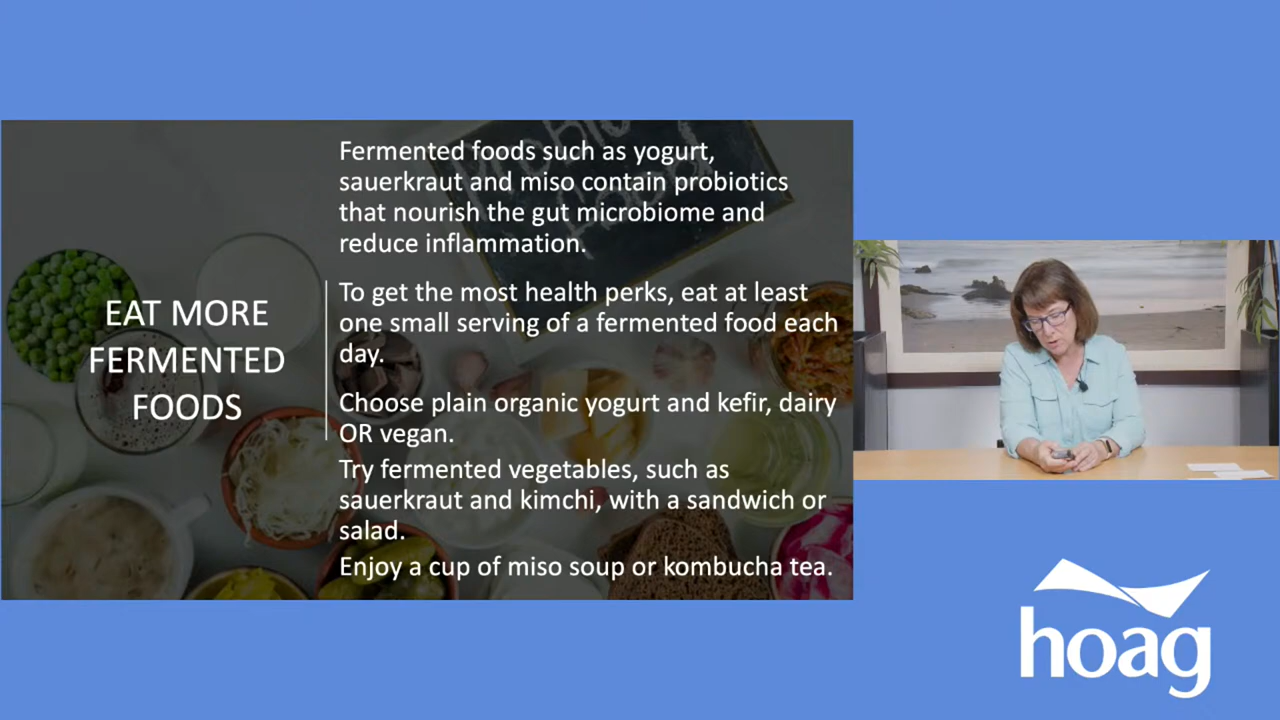 Fermented foods such as yogurt,
sauerkraut and miso contain probiotics
that nourish the gut microbiome and
reduce inflammation.
EAT MORE
FERMENTED
FOODS
To get the most health perks, eat at least
one small serving of a fermented food each
day.
Choose plain organic yogurt and kefir, dairy
OR vegan.
Try fermented vegetables, such as
sauerkraut and kimchi, with a sandwich or
salad.
Enjoy a cup of miso soup or kombucha tea.
hoag